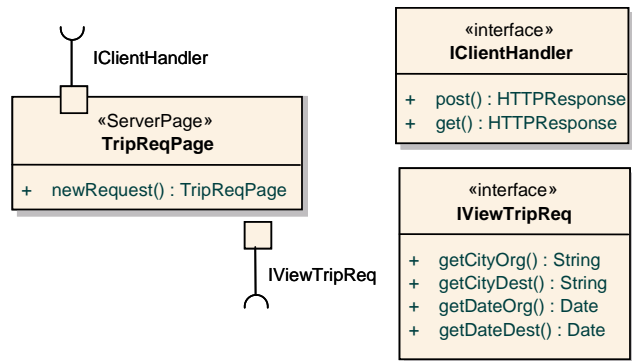 IClientHandler
«ServerPage»
TripReqPage
+ newRequest() : TripReqPage
IViewTripReq
«interface»
IClientHandler
+ post() : HTTPResponse
+ get() : HTTPResponse
«interface»
IViewTripReq
+ getCityOrg() : String
+ getCityDest() : String
+ getDateOrg() : Date
+ getDateDest() : Date